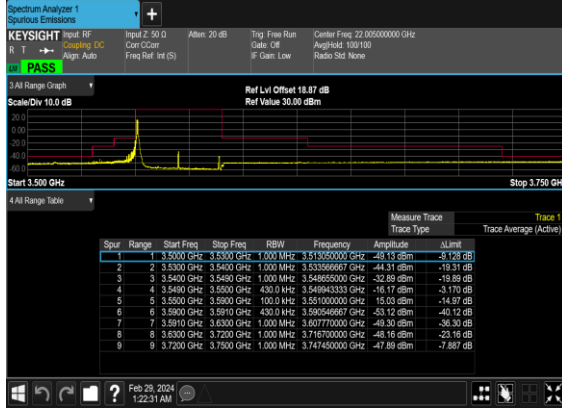 Spectrum Analyzer 1
Spurious Emissions
KEYSIGHT Input: RF Input Z: 50 Ω Atten: 20 dB Trig: Free Run Center Freq: 22.005000000 GHz
R T Coupling: DC Corr CCorr Gate: Off Avg|Hold: 100/100
Align: Auto Freq Ref: Int (S) IF Gain: Low Radio Std: None
PASS
3 All Range Graph
Ref Lvl Offset 18.87 dB
Scale/Div 10.0 dB Ref Value 30.00 dBm
20.0
0.00
-20.0
-40.0
-60.0
Start 3.500 GHz Stop 3.750 GH
4 All Range Table
Measure Trace Trace 1
Trace Type Trace Average (Active)
Spur Range Start Freq Stop Freq RBW Frequency Amplitude ΔLimit
1 1 3.5000 GHz 3.5300 GHz 1.000 MHz 3.513050000 GHz -49.13 dBm -9.128 dB
2 2 3.5300 GHz 3.5400 GHz 1.000 MHz 3.533566667 GHz -44.31 dBm -19.31 dB
3 3 3.5400 GHz 3.5490 GHz 1.000 MHz 3.548655000 GHz -32.89 dBm -19.89 dB
4 4 3.5490 GHz 3.5500 GHz 430.0 kHz 3.549943333 GHz -16.17 dBm -3.170 dB
5 5 3.5500 GHz 3.5900 GHz 100.0 kHz 3.551000000 GHz 15.03 dBm -14.97 dB
6 6 3.5900 GHz 3.5910 GHz 430.0 kHz 3.590546667 GHz -53.12 dBm -40.12 dB
7 7 3.5910 GHz 3.6300 GHz 1.000 MHz 3.607770000 GHz -49.30 dBm -36.30 dB
8 8 3.6300 GHz 3.7200 GHz 1.000 MHz 3.716700000 GHz -48.16 dBm -23.16 dB
9 9 3.7200 GHz 3.7500 GHz 1.000 MHz 3.747450000 GHz -47.89 dBm -7.887 dB
Feb 29, 2024
1:22:31 AM